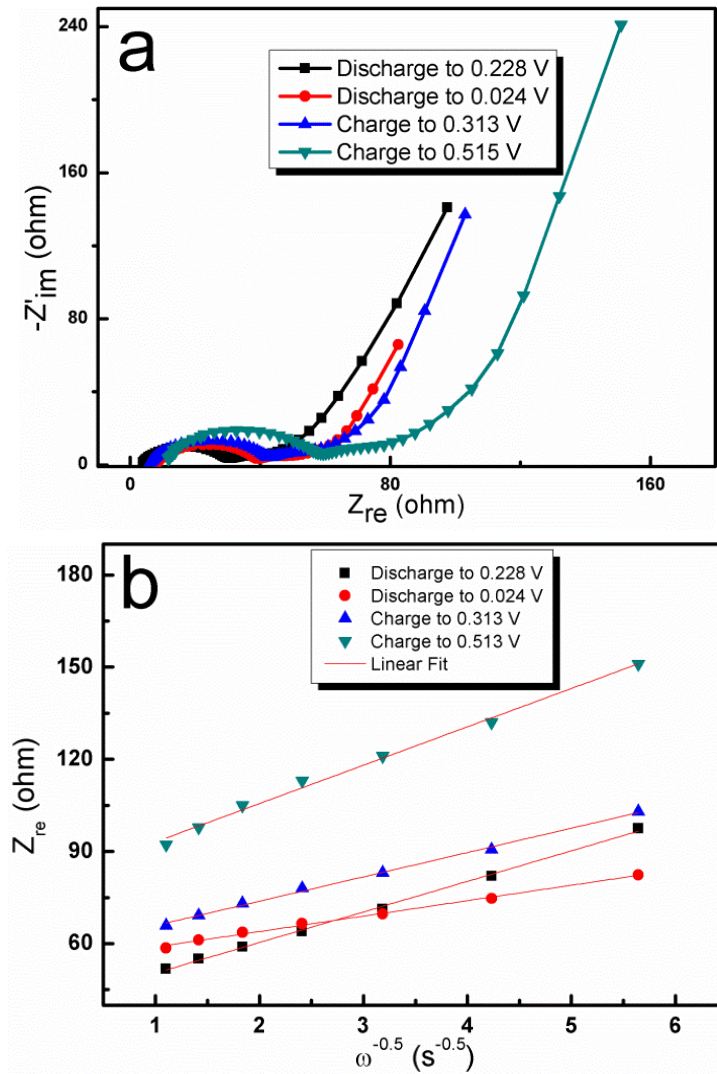 a
240
160
80
0
-Z'im (ohm)
Discharge to 0.228 V
Discharge to 0.024 V
Charge to 0.313 V
Charge to 0.515 V
0 80 160
Zre (ohm)
b
180
150
120
90
60
Zre (ohm)
Discharge to 0.228 V
Discharge to 0.024 V
Charge to 0.313 V
Charge to 0.513 V
Linear Fit
1 2 3 4 5 6
ω^-0.5 (s^-0.5)